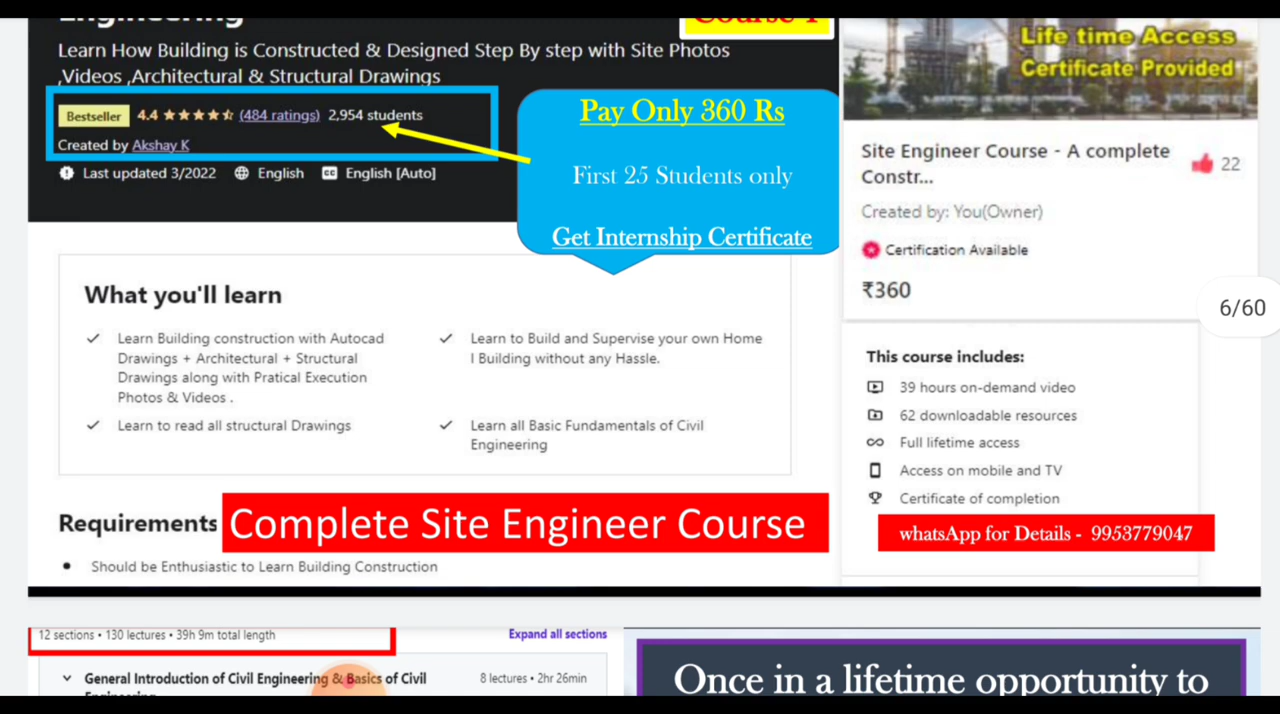 Engineering
Course 1
Learn How Building is Constructed & Designed Step By step with Site Photos
,Videos ,Architectural & Structural Drawings
Bestseller 4.4 (484 ratings) 2,954 students
Created by Akshay K
Last updated 3/2022 English CC English [Auto]
Pay Only 360 Rs
First 25 Students only
Get Internship Certificate
Life time Access
Certificate Provided
Site Engineer Course - A complete
Constr...
22
Created by: You(Owner)
Certification Available
₹360
6/60
What you'll learn
Learn Building construction with Autocad
Drawings + Architectural + Structural
Drawings along with Pratical Execution
Photos & Videos .
Learn to Build and Supervise your own Home
I Building without any Hassle.
Learn to read all structural Drawings
Learn all Basic Fundamentals of Civil
Engineering
This course includes:
39 hours on-demand video
62 downloadable resources
Full lifetime access
Access on mobile and TV
Certificate of completion
whatsApp for Details - 9953779047
Requirements
Complete Site Engineer Course
Should be Enthusiastic to Learn Building Construction
12 sections • 130 lectures • 39h 9m total length
Expand all sections
General Introduction of Civil Engineering & Basics of Civil
Engineering
8 lectures • 2hr 26min
Once in a lifetime opportunity to